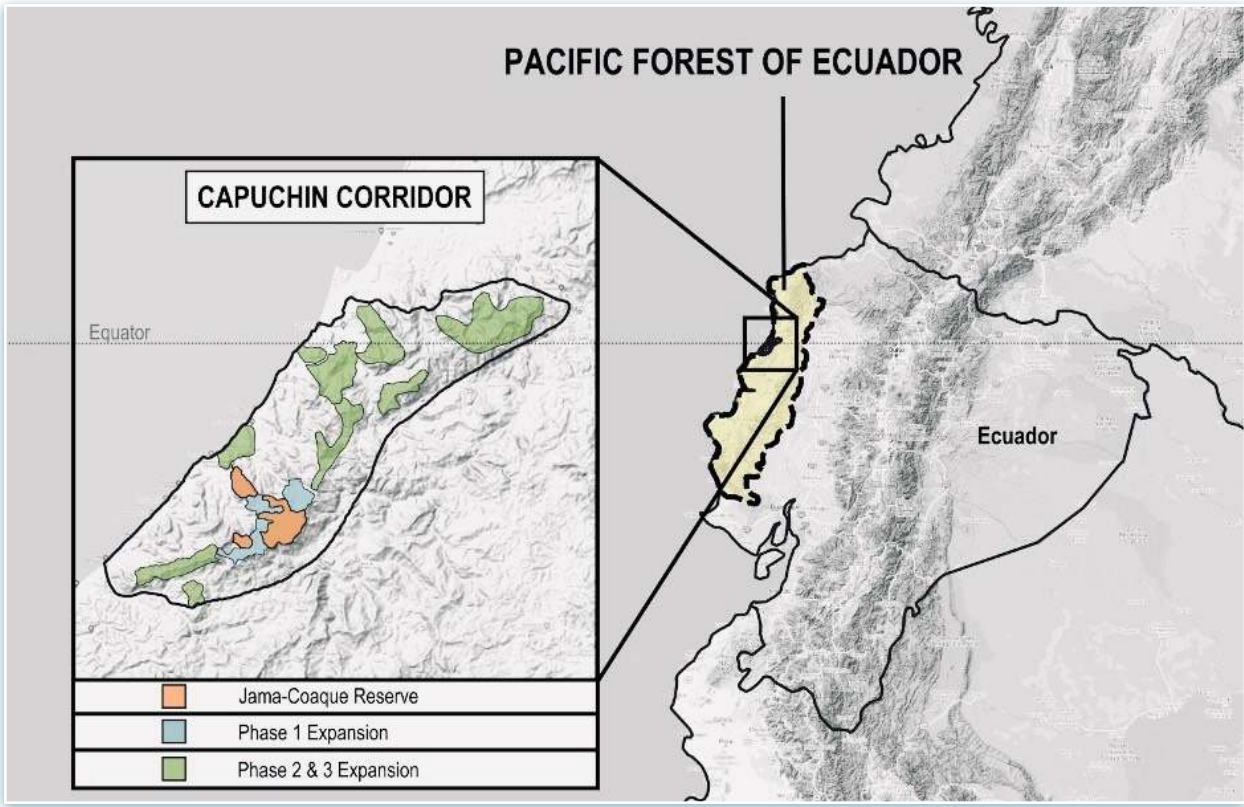 PACIFIC FOREST OF ECUADOR
CAPUCHIN CORRIDOR
Equator
Ecuador
Jama-Coaque Reserve
Phase 1 Expansion
Phase 2 & 3 Expansion